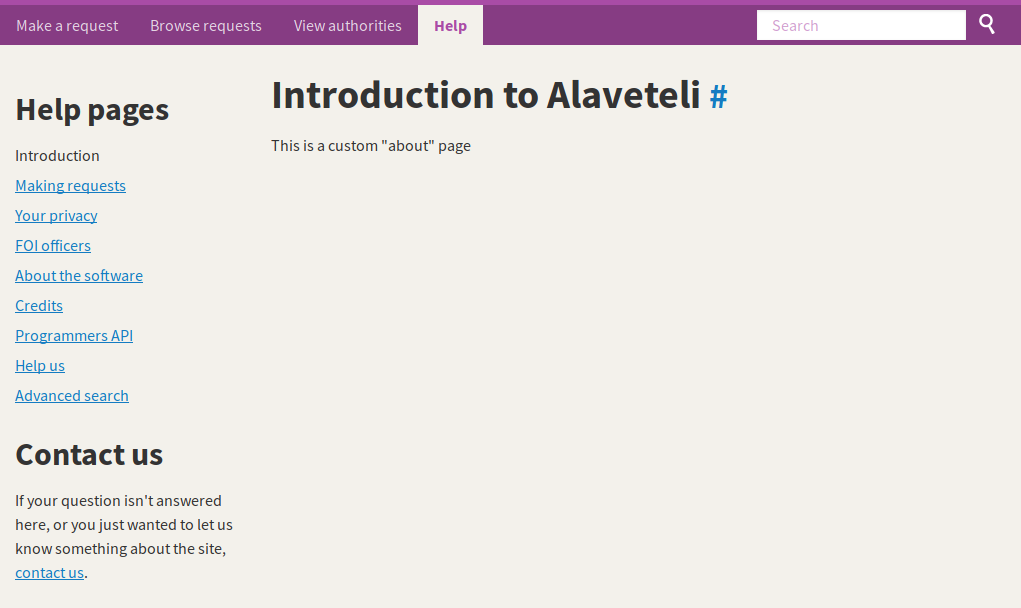 Make a request Browse requests View authorities Help Search
Help pages
Introduction
Making requests
Your privacy
FOI officers
About the software
Credits
Programmers API
Help us
Advanced search
Contact us
If your question isn't answered
here, or you just wanted to let us
know something about the site,
contact us.
Introduction to Alaveteli #
This is a custom "about" page